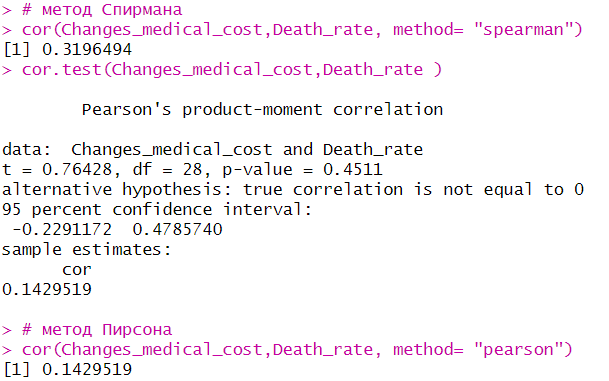 > # метод Спирмана
> cor(Changes_medical_cost,Death_rate, method= "spearman")
[1] 0.3196494
> cor.test(Changes_medical_cost,Death_rate )
Pearson's product-moment correlation
data:  Changes_medical_cost and Death_rate
t = 0.76428, df = 28, p-value = 0.4511
alternative hypothesis: true correlation is not equal to 0
95 percent confidence interval:
 -0.2291172  0.4785740
sample estimates:
      cor
0.1429519
> # метод Пирсона
> cor(Changes_medical_cost,Death_rate, method= "pearson")
[1] 0.1429519